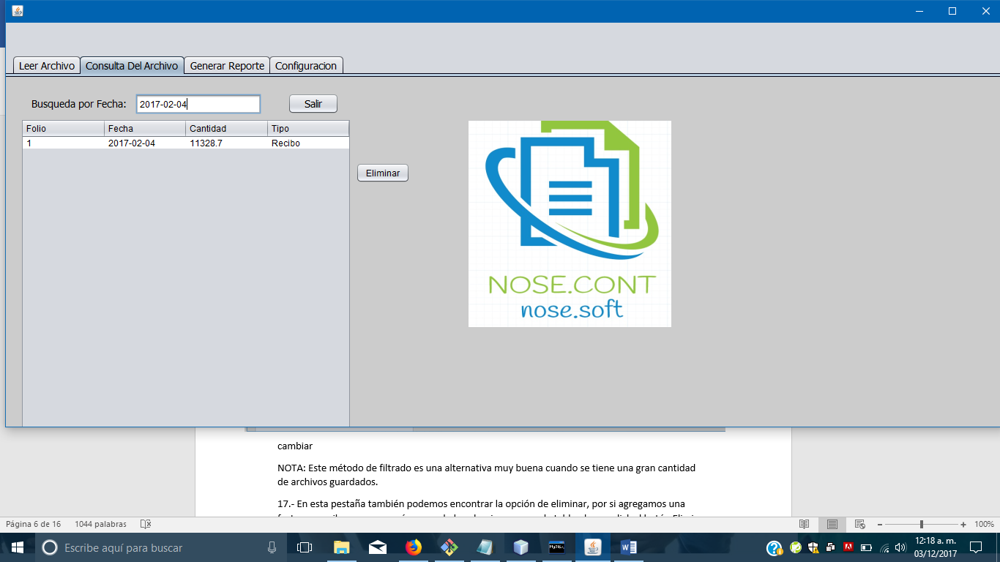 Leer Archivo Consulta Del Archivo Generar Reporte Configuracion
Busqueda por Fecha: 2017-02-04 Salir
Folio Fecha Cantidad Tipo
1 2017-02-04 11328.7 Recibo
Eliminar
NOSE.CONT
nose.soft
cambiar
NOTA: Este método de filtrado es una alternativa muy buena cuando se tiene una gran cantidad
de archivos guardados.
17.- En esta pestaña también podemos encontrar la opción de eliminar, por si agregamos una
Página 6 de 16 1044 palabras 100%
Escribe aquí para buscar
MySQL
12:18 a. m.
03/12/2017